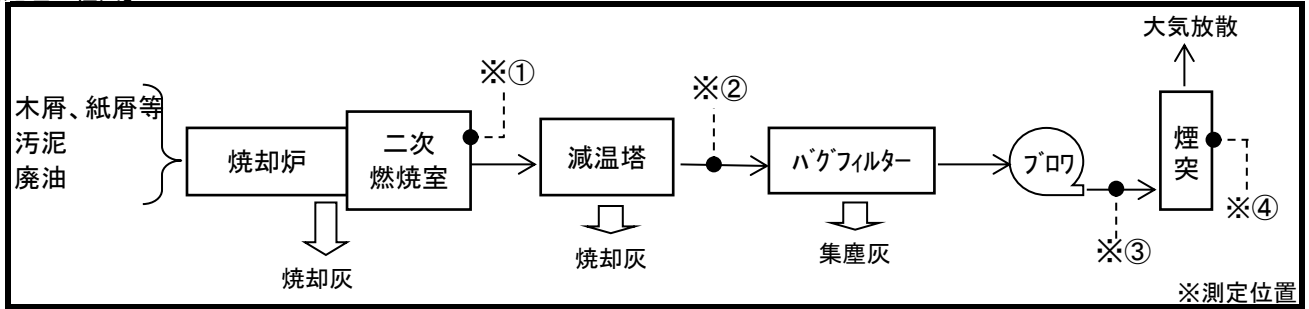 大気放散
※①
※②
木屑、紙屑等
汚泥
廃油
焼却炉
二次
燃焼室
減温塔
ﾊﾞｸﾞﾌｨﾙﾀｰ
ﾌﾞﾛﾜ
煙
突
※④
※③
焼却灰
焼却灰
集塵灰
※測定位置